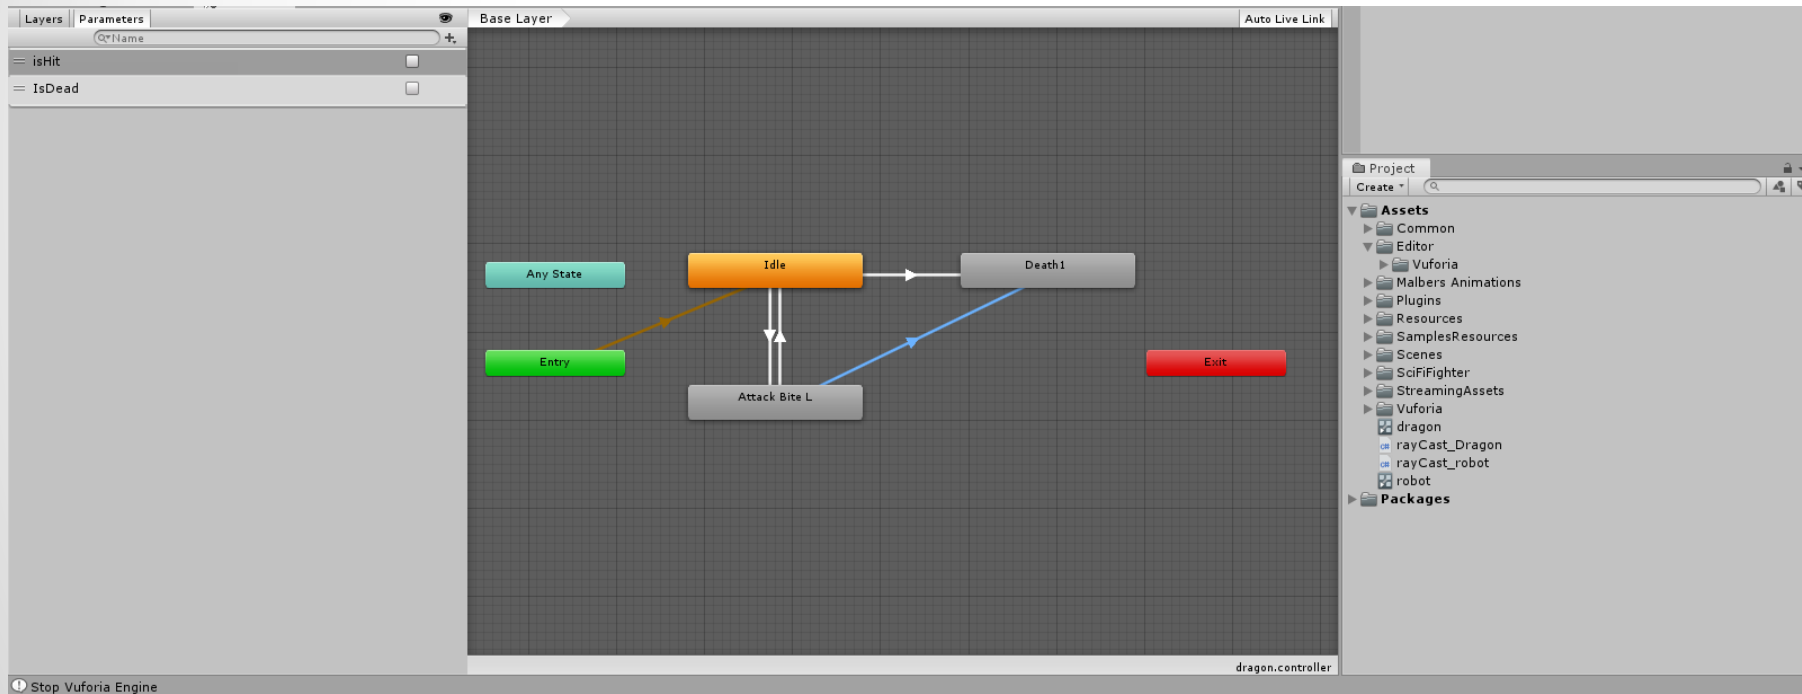 Layers Parameters
Name
isHit
IsDead
Base Layer
Auto Live Link
Any State
Idle
Death1
Entry
Exit
Attack Bite L
dragon.controller
Project
Create
Assets
Common
Editor
Vuforia
Malbers Animations
Plugins
Resources
SamplesResources
Scenes
SciFiFighter
StreamingAssets
Vuforia
dragon
rayCast_Dragon
rayCast_robot
robot
Packages
Stop Vuforia Engine